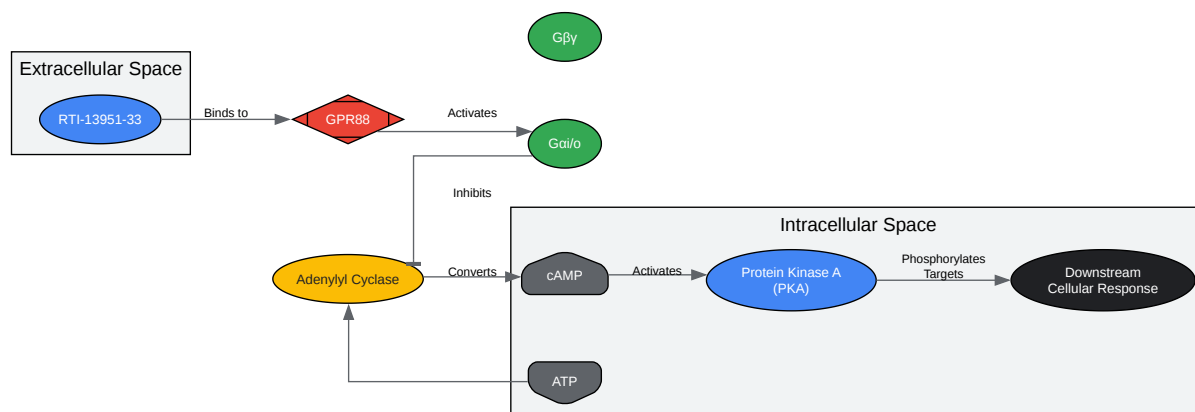 Gβγ
Extracellular Space
RTI-13951-33
Binds to
GPR88
Activates
Gαi/o
Inhibits
Intracellular Space
Adenylyl Cyclase
Converts
cAMP
Activates
Protein Kinase A
(PKA)
Phosphorylates
Targets
Downstream
Cellular Response
ATP